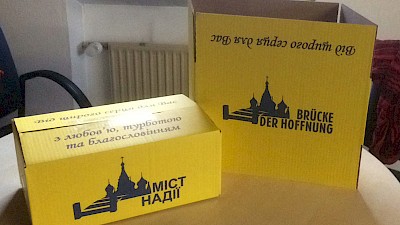 Від щирого серця для Вас
BRÜCKE
DER HOFFNUNG
Від щирого серця для Вас
з любов'ю, турботою
та благословінням
МІСТ
НАДІЇ